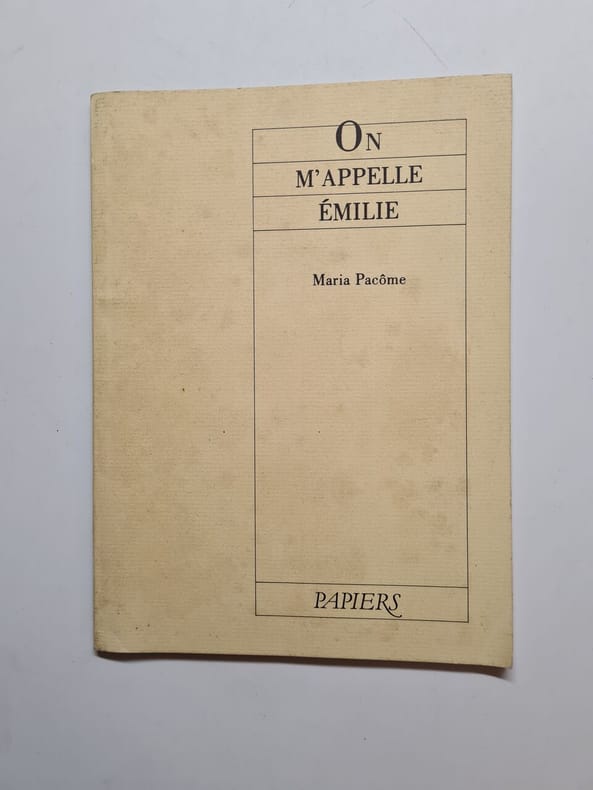 ON
M'APPELLE
ÉMILIE
Maria Pacôme
PAPIERS